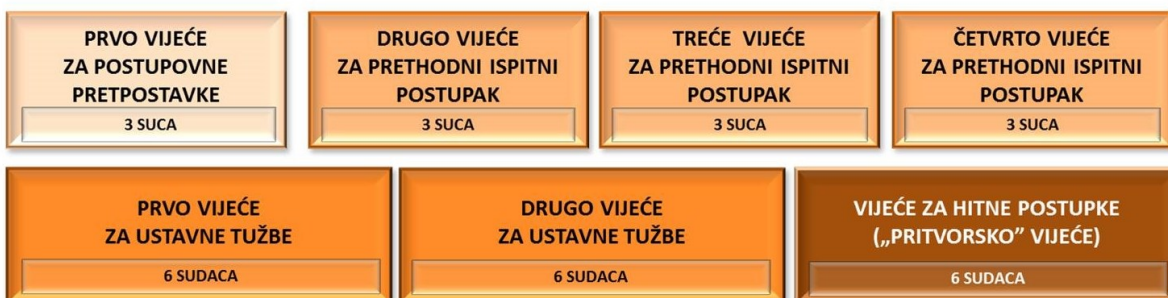 PRVO VIJEĆE
ZA POSTUPOVNE
PRETPOSTAVKE
3 SUCA
DRUGO VIJEĆE
ZA PRETHODNI ISPITNI
POSTUPAK
3 SUCA
TREĆE VIJEĆE
ZA PRETHODNI ISPITNI
POSTUPAK
3 SUCA
ČETVRTO VIJEĆE
ZA PRETHODNI ISPITNI
POSTUPAK
3 SUCA
PRVO VIJEĆE
ZA USTAVNE TUŽBE
6 SUDACA
DRUGO VIJEĆE
ZA USTAVNE TUŽBE
6 SUDACA
VIJEĆE ZA HITNE POSTUPKE
(„PRITVORSKO” VIJEĆE)
6 SUDACA